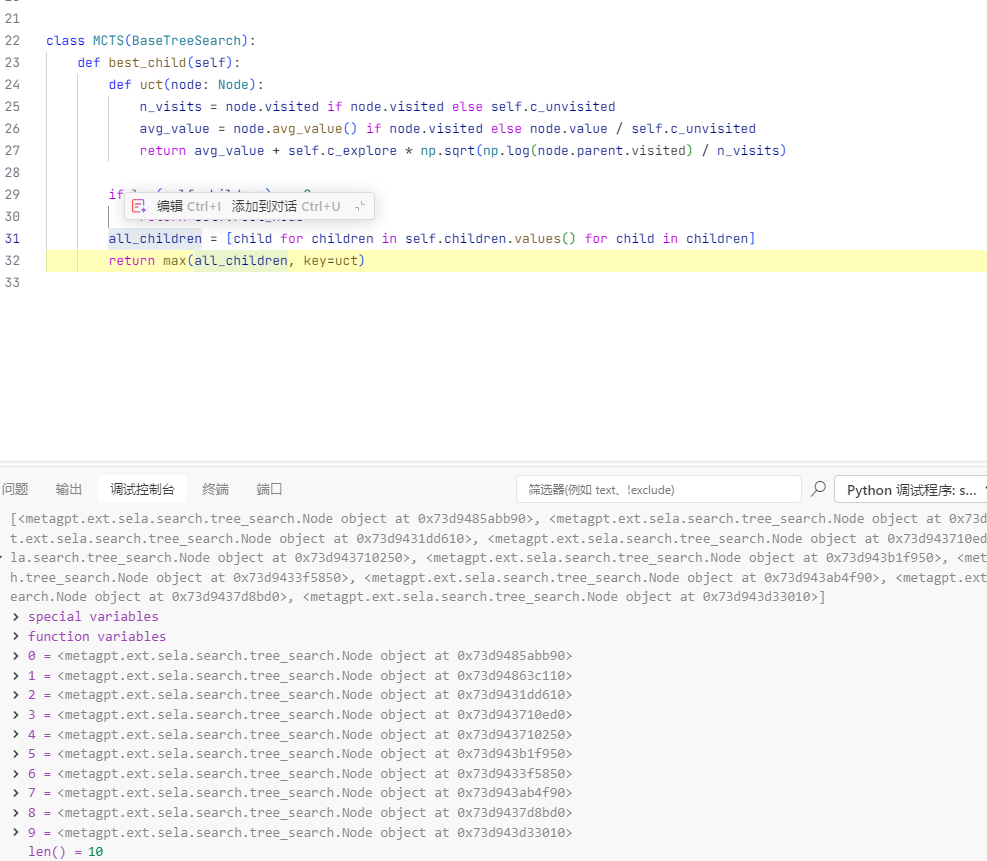 21
22 class MCTS(BaseTreeSearch):
23 def best_child(self):
24 def uct(node: Node):
25 n_visits = node.visited if node.visited else self.c_unvisited
26 avg_value = node.avg_value() if node.visited else node.value / self.c_unvisited
27 return avg_value + self.c_explore * np.sqrt(np.log(node.parent.visited) / n_visits)
28
29 if
编辑 Ctrl+I 添加到对话 Ctrl+U
30
31 all_children = [child for children in self.children.values() for child in children]
32 return max(all_children, key=uct)
33
问题 输出 调试控制台 终端 端口 筛选器(例如 text、!exclude) Python 调试程序: s...
[<metagpt.ext.sela.search.tree_search.Node object at 0x73d9485abb90>, <metagpt.ext.sela.search.tree_search.Node object at 0x73d
t.ext.sela.search.tree_search.Node object at 0x73d9431dd610>, <metagpt.ext.sela.search.tree_search.Node object at 0x73d943710ed
la.search.tree_search.Node object at 0x73d943710250>, <metagpt.ext.sela.search.tree_search.Node object at 0x73d943b1f950>, <met
h.tree_search.Node object at 0x73d9433f5850>, <metagpt.ext.sela.search.tree_search.Node object at 0x73d943ab4f90>, <metagpt.ext
earch.Node object at 0x73d9437d8bd0>, <metagpt.ext.sela.search.tree_search.Node object at 0x73d943d33010>]
> special variables
> function variables
> 0 = <metagpt.ext.sela.search.tree_search.Node object at 0x73d9485abb90>
> 1 = <metagpt.ext.sela.search.tree_search.Node object at 0x73d94863c110>
> 2 = <metagpt.ext.sela.search.tree_search.Node object at 0x73d9431dd610>
> 3 = <metagpt.ext.sela.search.tree_search.Node object at 0x73d943710ed0>
> 4 = <metagpt.ext.sela.search.tree_search.Node object at 0x73d943710250>
> 5 = <metagpt.ext.sela.search.tree_search.Node object at 0x73d943b1f950>
> 6 = <metagpt.ext.sela.search.tree_search.Node object at 0x73d9433f5850>
> 7 = <metagpt.ext.sela.search.tree_search.Node object at 0x73d943ab4f90>
> 8 = <metagpt.ext.sela.search.tree_search.Node object at 0x73d9437d8bd0>
> 9 = <metagpt.ext.sela.search.tree_search.Node object at 0x73d943d33010>
len() = 10